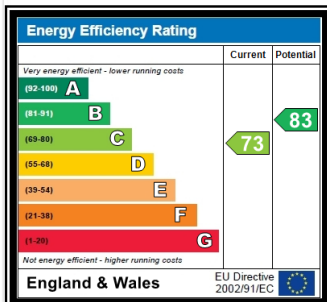 Energy Efficiency Rating
Current Potential
Very energy efficient - lower running costs
(92-100) A
(81-91) B
83
(69-80) C
73
(55-68) D
(39-54) E
(21-38) F
(1-20) G
Not energy efficient - higher running costs
England & Wales
EU Directive
2002/91/EC